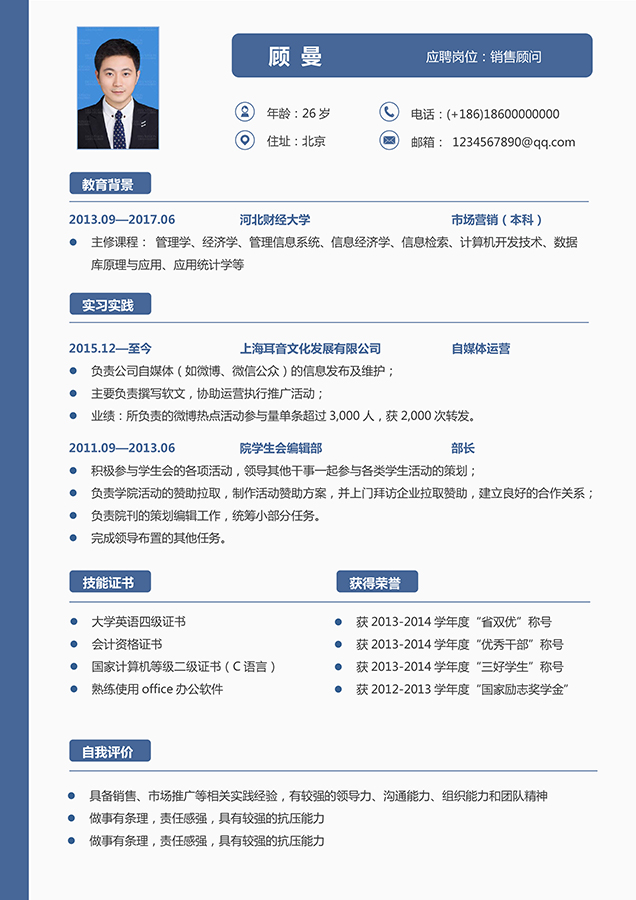 顾 曼
应聘岗位：销售顾问
年龄：26 岁
电话：(+186)18600000000
住址：北京
邮箱： 1234567890@qq.com
教育背景
2013.09—2017.06 河北财经大学 市场营销（本科）
主修课程： 管理学、经济学、管理信息系统、信息经济学、信息检索、计算机开发技术、数据
库原理与应用、应用统计学等
实习实践
2015.12—至今 上海耳音文化发展有限公司 自媒体运营
负责公司自媒体（如微博、微信公众）的信息发布及维护；
主要负责撰写软文，协助运营执行推广活动；
业绩：所负责的微博热点活动参与量单条超过 3,000 人，获 2,000 次转发。
2011.09—2013.06 院学生会编辑部 部长
积极参与学生会的各项活动，领导其他干事一起参与各类学生活动的策划；
负责学院活动的赞助拉取，制作活动赞助方案，并上门拜访企业拉取赞助，建立良好的合作关系；
负责院刊的策划编辑工作，统筹小部分任务。
完成领导布置的其他任务。
技能证书
大学英语四级证书
会计资格证书
国家计算机等级二级证书（C 语言）
熟练使用 office 办公软件
获得荣誉
获 2013-2014 学年度“省双优”称号
获 2013-2014 学年度“优秀干部”称号
获 2013-2014 学年度“三好学生”称号
获 2012-2013 学年度“国家励志奖学金”
自我评价
具备销售、市场推广等相关实践经验，有较强的领导力、沟通能力、组织能力和团队精神
做事有条理，责任感强，具有较强的抗压能力
做事有条理，责任感强，具有较强的抗压能力